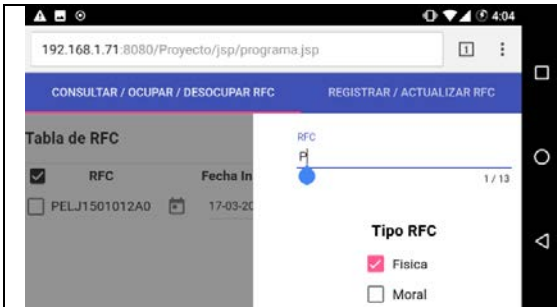 4:04
192.168.1.71:8080/Proyecto/jsp/programa.jsp
1
CONSULTAR / OCUPAR / DESOCUPAR RFC
REGISTRAR / ACTUALIZAR RFC
Tabla de RFC
RFC
Fecha In
PELJ1501012A0
17-03-20
RFC
P
1 / 13
Tipo RFC
Fisica
Moral